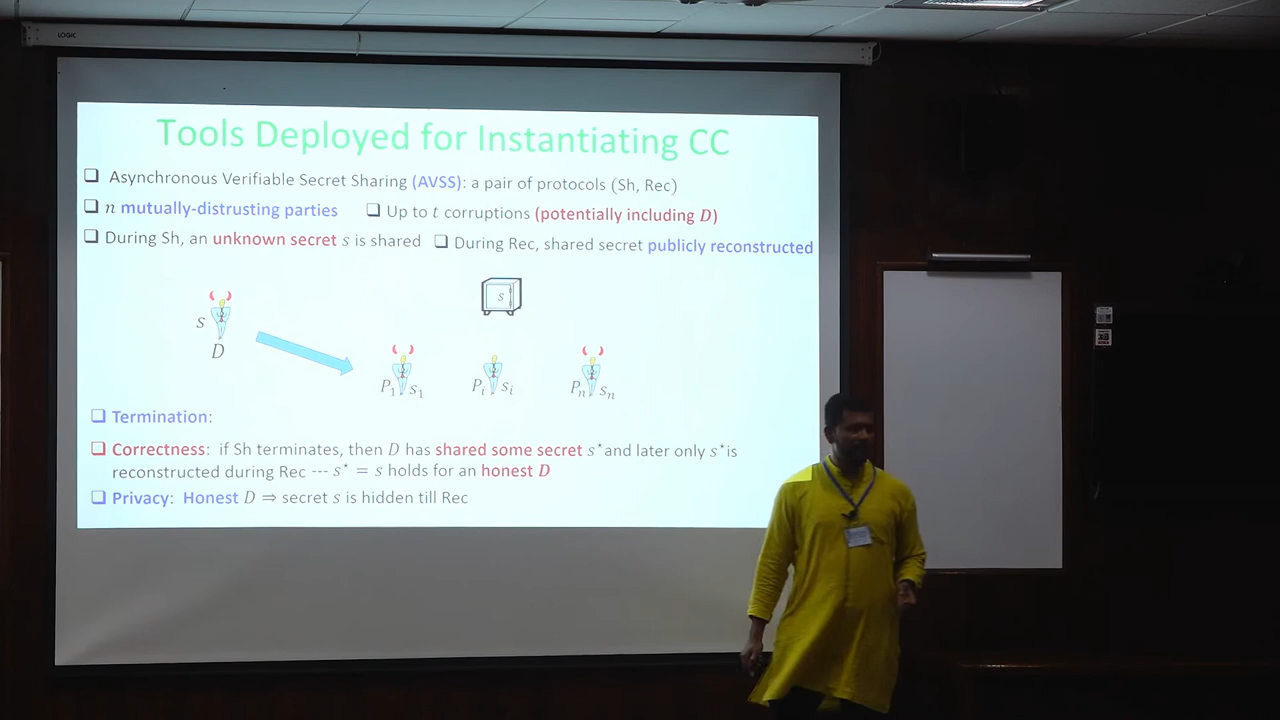 LOGIC
Tools Deployed for Instantiating CC
❑ Asynchronous Verifiable Secret Sharing (AVSS): a pair of protocols (Sh, Rec)
❑ n mutually-distrusting parties ❑ Up to t corruptions (potentially including D)
❑ During Sh, an unknown secret s is shared ❑ During Rec, shared secret publicly reconstructed
s
s
D
P₁ s₁ Pᵢ sᵢ Pₙ sₙ
❑ Termination:
❑ Correctness: if Sh terminates, then D has shared some secret s* and later only s* is
reconstructed during Rec --- s* = s holds for an honest D
❑ Privacy: Honest D ⇒ secret s is hidden till Rec